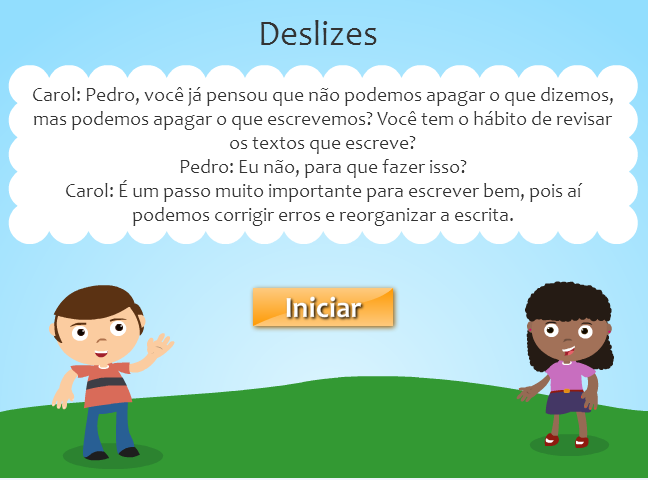 Deslizes
Carol: Pedro, você já pensou que não podemos apagar o que dizemos,
mas podemos apagar o que escrevemos? Você tem o hábito de revisar
os textos que escreve?
Pedro: Eu não, para que fazer isso?
Carol: É um passo muito importante para escrever bem, pois aí
podemos corrigir erros e reorganizar a escrita.
Iniciar